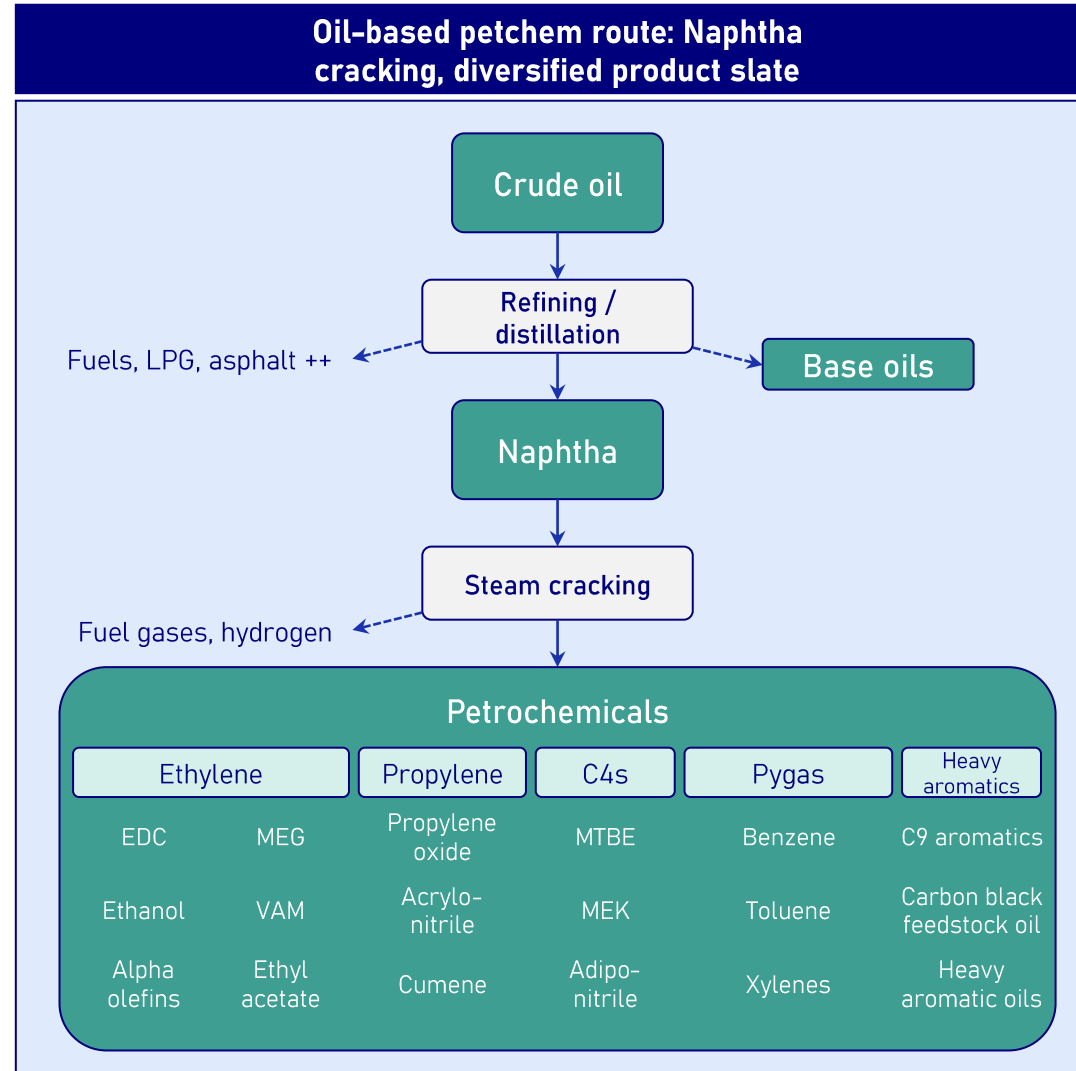 Oil-based petchem route: Naphtha
cracking, diversified product slate
Crude oil
Refining /
distillation
Fuels, LPG, asphalt ++
Base oils
Naphtha
Steam cracking
Fuel gases, hydrogen
Petrochemicals
Ethylene
Propylene
C4s
Pygas
Heavy
aromatics
EDC
MEG
Propylene
oxide
MTBE
Benzene
C9 aromatics
Ethanol
VAM
Acrylo-
nitrile
MEK
Toluene
Carbon black
feedstock oil
Alpha
olefins
Ethyl
acetate
Cumene
Adipo-
nitrile
Xylenes
Heavy
aromatic oils